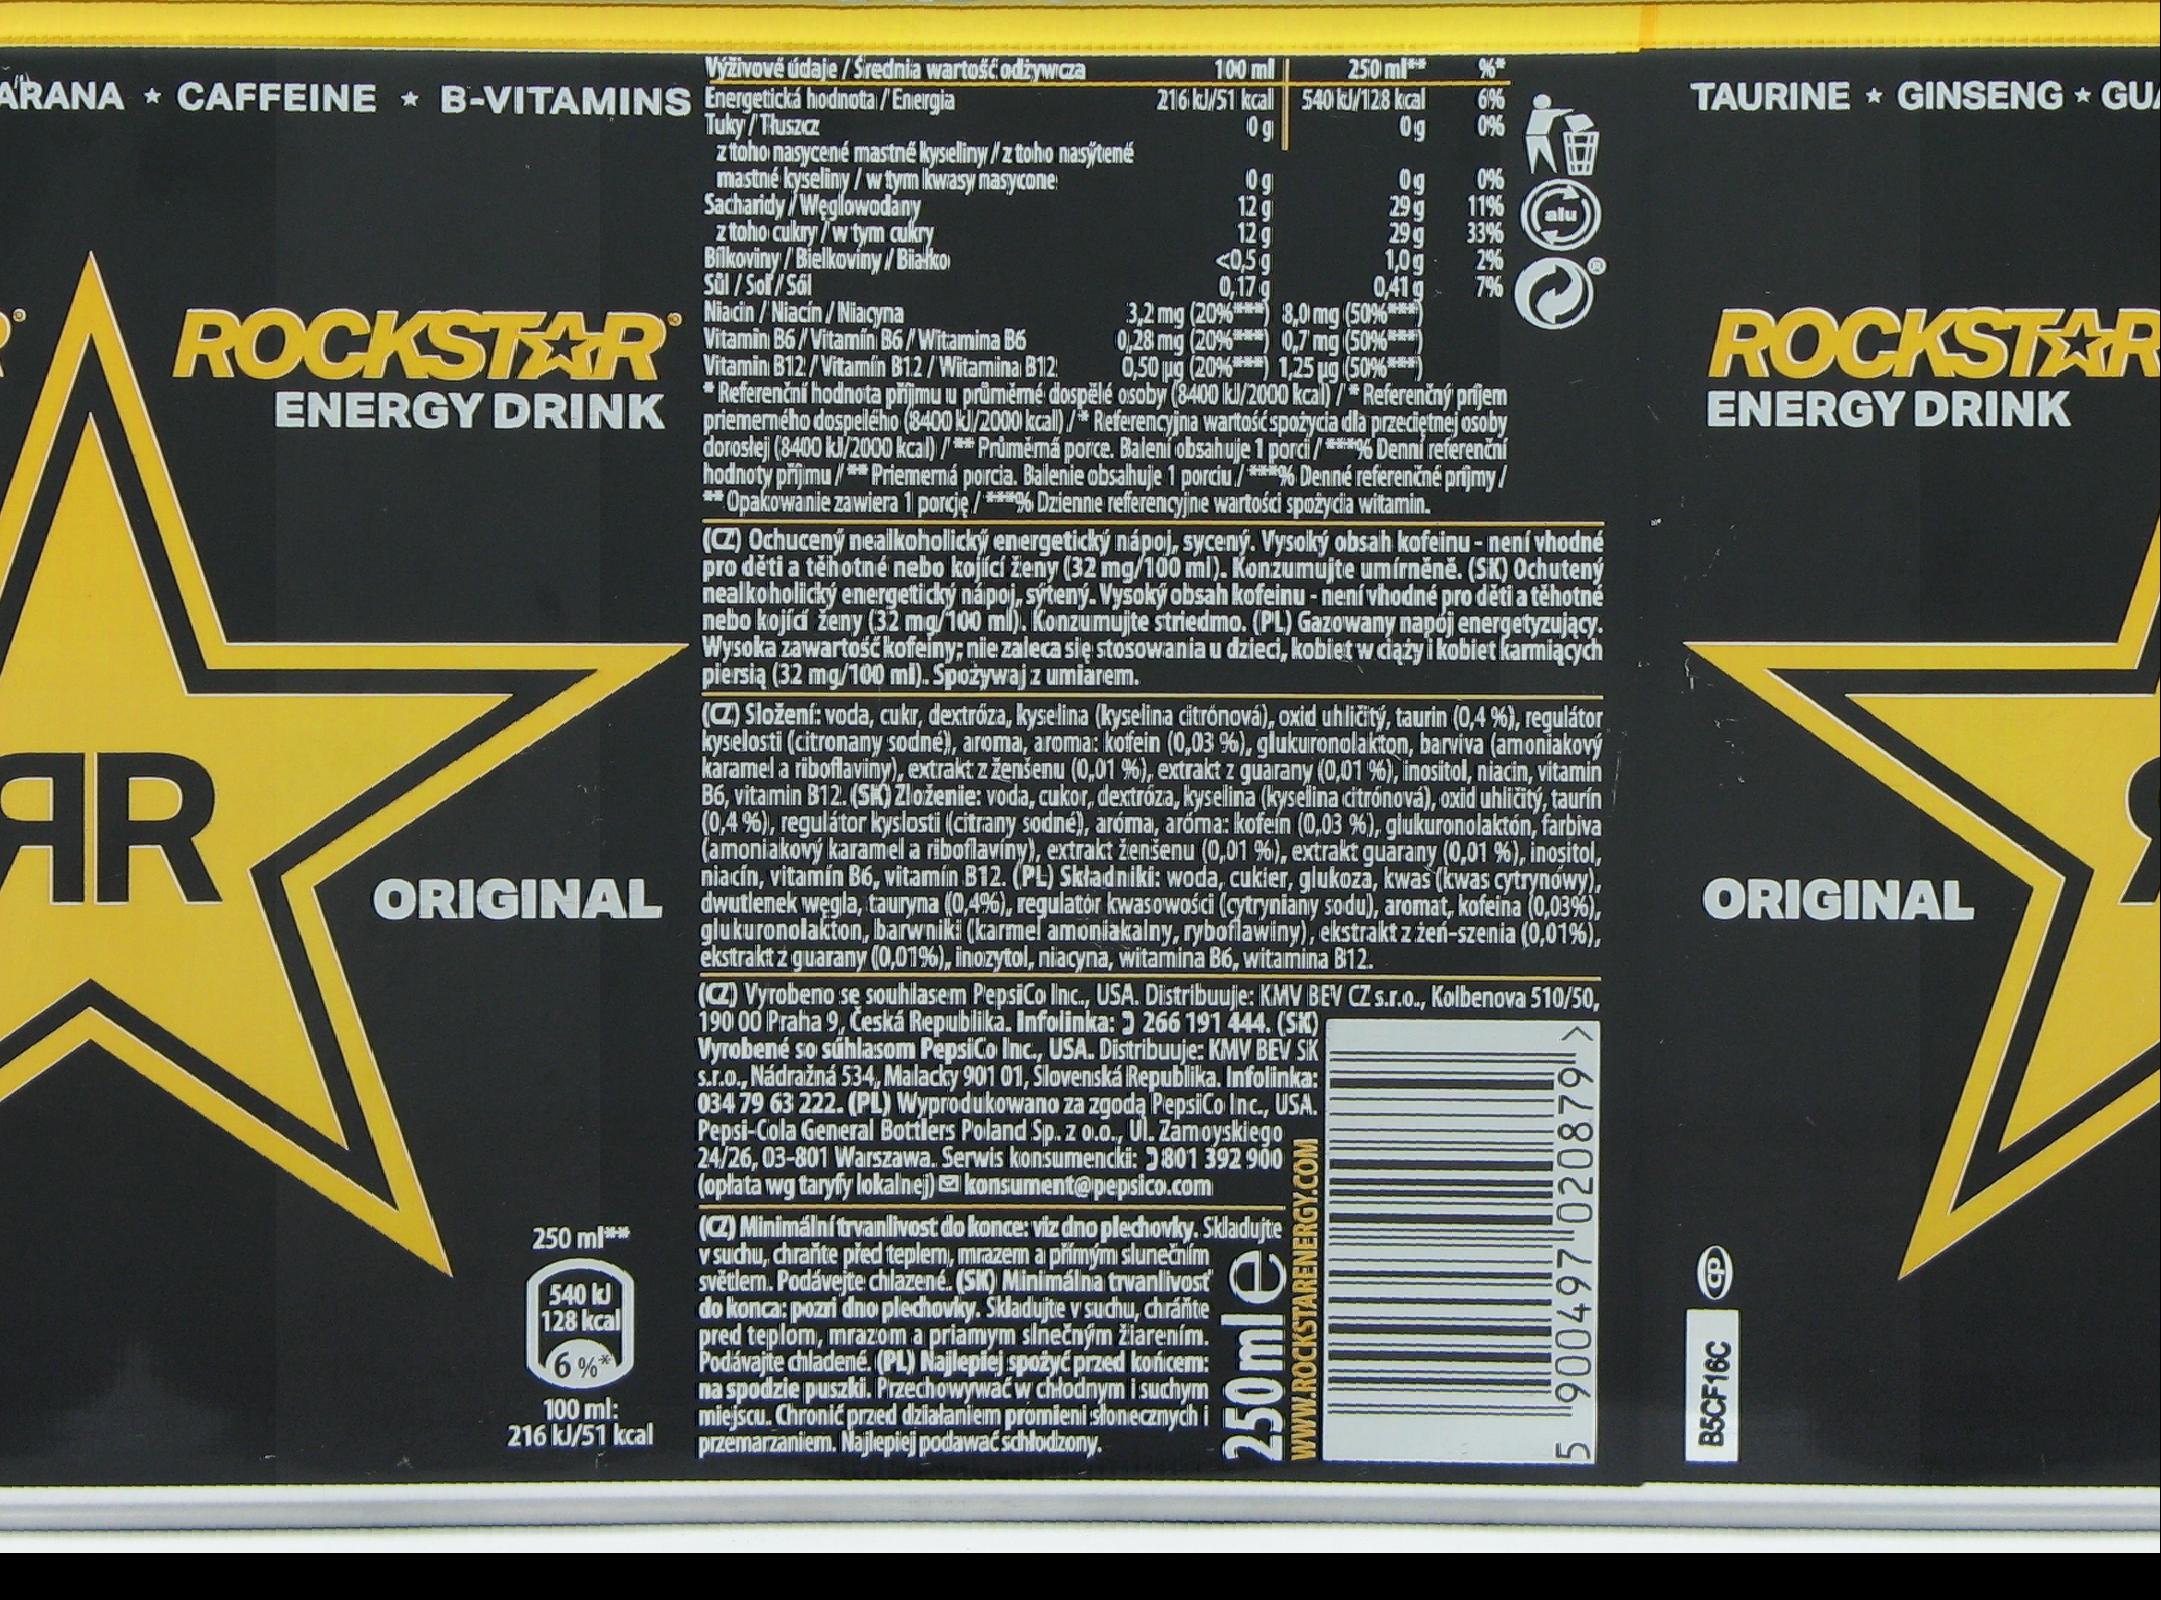 ARANA ★ CAFFEINE ★ B-VITAMINS
ROCKSTAR®
ENERGY DRINK
RR
ORIGINAL
250 ml**
540 kJ
128 kcal
6 %*
100 ml:
216 kJ/51 kcal
Výživové údaje / Średnia wartość odżywcza 100 ml 250 ml** %*
Energetická hodnota / Energia 216 kJ/51 kcal 540 kJ/128 kcal 6%
Tuky / Tłuszcz 0 g 0 g 0%
z toho nasycené mastné kyseliny / z toho nasýtené
mastné kyseliny / w tym kwasy nasycone 0 g 0 g 0%
Sacharidy / Węglowodany 12 g 29 g 11%
z toho cukry / w tym cukry 12 g 29 g 33%
Bílkoviny / Bielkoviny / Białko <0,5 g 1,0 g 2%
Sůl / Soľ / Sól 0,17 g 0,41 g 7%
Niacin / Niacín / Niacyna 3,2 mg (20%***) 8,0 mg (50%***)
Vitamin B6 / Vitamín B6 / Witamina B6 0,28 mg (20%***) 0,7 mg (50%***)
Vitamin B12 / Vitamín B12 / Witamina B12 0,50 µg (20%***) 1,25 µg (50%***)
* Referenční hodnota příjmu u průměrné dospělé osoby (8400 kJ/2000 kcal) / * Referenčný príjem
priemerného dospelého (8400 kJ/2000 kcal) / * Referencyjna wartość spożycia dla przeciętnej osoby
dorosłej (8400 kJ/2000 kcal) / ** Průměrná porce. Balení obsahuje 1 porci / ***% Denní referenční
hodnoty příjmu / ** Priemerná porcia. Balenie obsahuje 1 porciu / ***% Denné referenčné príjmy /
** Opakowanie zawiera 1 porcję / ***% Dzienne referencyjne wartości spożycia witamin.
(CZ) Ochucený nealkoholický energetický nápoj, sycený. Vysoký obsah kofeinu - není vhodné
pro děti a těhotné nebo kojící ženy (32 mg/100 ml). Konzumujte umírněně. (SK) Ochutený
nealkoholický energetický nápoj, sýtený. Vysoký obsah kofeinu - není vhodné pro děti a těhotné
nebo kojící ženy (32 mg/100 ml). Konzumujte striedmo. (PL) Gazowany napój energetyzujący.
Wysoka zawartość kofeiny; nie zaleca się stosowania u dzieci, kobiet w ciąży i kobiet karmiących
piersią (32 mg/100 ml). Spożywaj z umiarem.
(CZ) Složení: voda, cukr, dextróza, kyselina (kyselina citrónová), oxid uhličitý, taurin (0,4 %), regulátor
kyselosti (citronany sodné), aroma, aroma: kofein (0,03 %), glukuronolakton, barviva (amoniakový
karamel a riboflaviny), extrakt z ženšenu (0,01 %), extrakt z guarany (0,01 %), inositol, niacin, vitamin
B6, vitamin B12. (SK) Zloženie: voda, cukor, dextróza, kyselina (kyselina citrónová), oxid uhličitý, taurín
(0,4 %), regulátor kyslosti (citrany sodné), aróma, aróma: kofeín (0,03 %), glukuronolaktón, farbiva
(amoniakový karamel a riboflavíny), extrakt ženšenu (0,01 %), extrakt guarany (0,01 %), inositol,
niacín, vitamín B6, vitamín B12. (PL) Składniki: woda, cukier, glukoza, kwas (kwas cytrynowy),
dwutlenek węgla, tauryna (0,4%), regulator kwasowości (cytryniany sodu), aromat, kofeina (0,03%),
glukuronolakton, barwniki (karmel amoniakalny, ryboflawiny), ekstrakt z żeń-szenia (0,01%),
ekstrakt z guarany (0,01%), inozytol, niacyna, witamina B6, witamina B12.
(CZ) Vyrobeno se souhlasem PepsiCo Inc., USA. Distribuuje: KMV BEV CZ s.r.o., Kolbenova 510/50,
190 00 Praha 9, Česká Republika. Infolinka: 266 191 444. (SK)
Vyrobené so súhlasom PepsiCo Inc., USA. Distribuuje: KMV BEV SK
s.r.o., Nádražná 534, Malacky 901 01, Slovenská Republika. Infolinka:
034 79 63 222. (PL) Wyprodukowano za zgodą PepsiCo Inc., USA.
Pepsi-Cola General Bottlers Poland Sp. z o.o., Ul. Zamoyskiego
24/26, 03-801 Warszawa. Serwis konsumencki: 801 392 900
(opłata wg taryfy lokalnej) konsument@pepsico.com
(CZ) Minimální trvanlivost do konce: viz dno plechovky. Skladujte
v suchu, chraňte před teplem, mrazem a přímým slunečním
světlem. Podávejte chlazené. (SK) Minimálna trvanlivosť
do konca: pozri dno plechovky. Skladujte v suchu, chráňte
pred teplom, mrazom a priamym slnečným žiarením.
Podávajte chladené. (PL) Najlepiej spożyć przed końcem:
na spodzie puszki. Przechowywać w chłodnym i suchym
miejscu. Chronić przed działaniem promieni słonecznych i
przemarzaniem. Najlepiej podawać schłodzony.
250 ml e
WWW.ROCKSTARENERGY.COM
5 900497 020879 >
alu
TAURINE ★ GINSENG ★ GUA
ROCKSTAR
ENERGY DRINK
ORIGINAL
B5CF16C